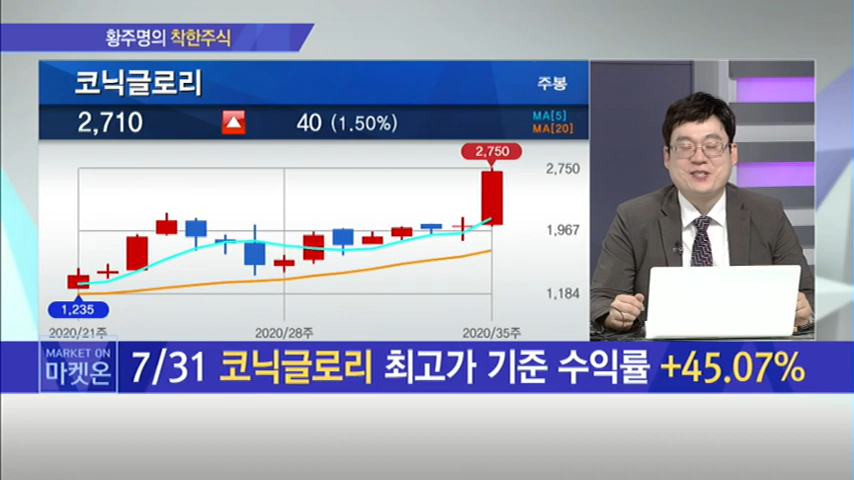 황주명의 착한주식
코닉글로리 주봉
2,710 ▲ 40 (1.50%) MA[5]
MA[20]
2,750
2,750
1,967
1,184
1,235
2020/21주 2020/28주 2020/35주
MARKET ON
마켓온
7/31 코닉글로리 최고가 기준 수익률 +45.07%